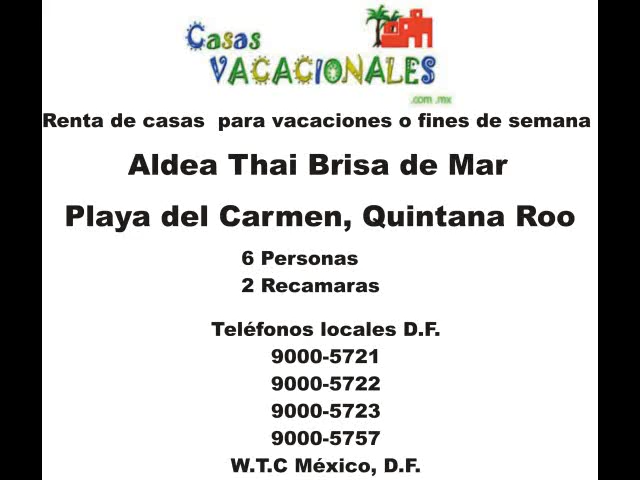 Casas
VACACIONALES
.com .mx
Renta de casas para vacaciones o fines de semana
Aldea Thai Brisa de Mar
Playa del Carmen, Quintana Roo
6 Personas
2 Recamaras
Teléfonos locales D.F.
9000-5721
9000-5722
9000-5723
9000-5757
W.T.C México, D.F.